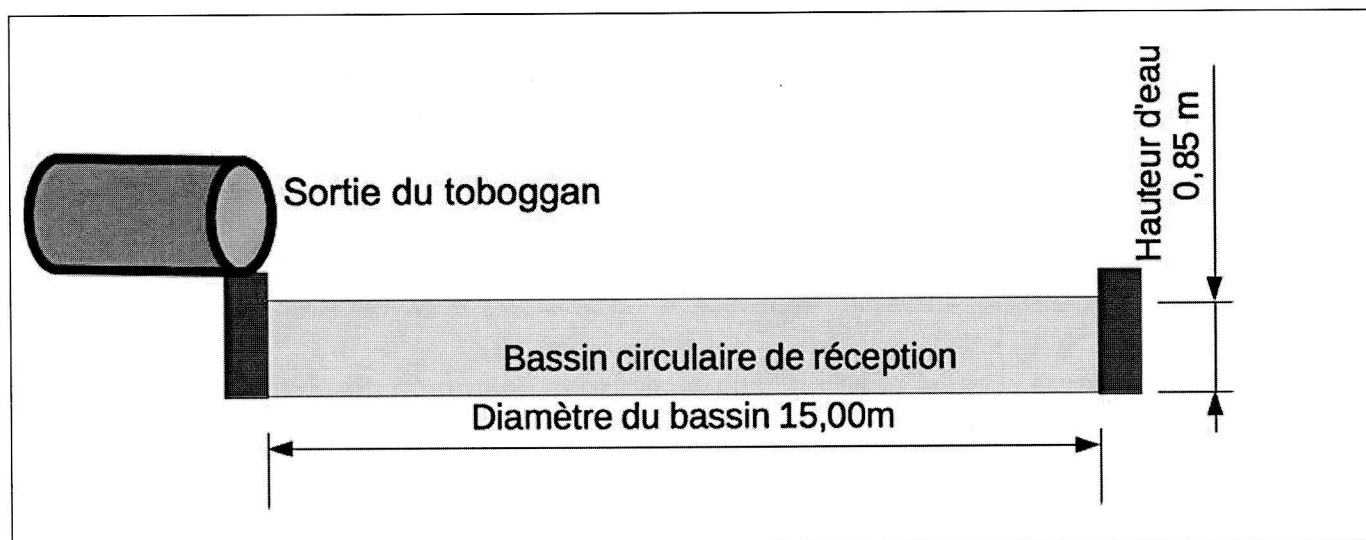 Sortie du toboggan
Hauteur d'eau
0,85 m
Bassin circulaire de réception
Diamètre du bassin 15,00m